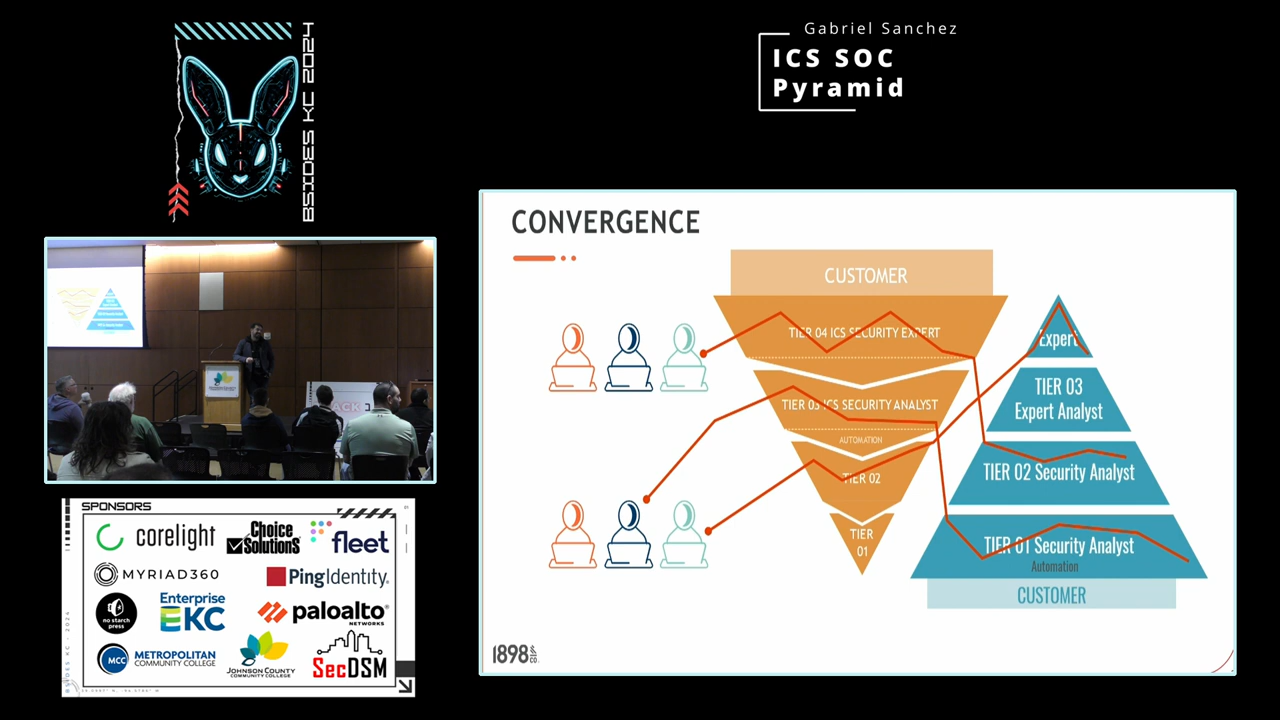 BSIDES KC 2024
Gabriel Sanchez
ICS SOC
Pyramid
CONVERGENCE
CUSTOMER
TIER 04 ICS SECURITY EXPERT
TIER 03 ICS SECURITY ANALYST
AUTOMATION
TIER 02
TIER
01
Expert
TIER 03
Expert Analyst
TIER 02 Security Analyst
TIER 01 Security Analyst
Automation
CUSTOMER
1898 & CO.
SPONSORS
corelight
Choice
Solutions
fleet
MYRIAD360
PingIdentity
no starch
press
Enterprise
EKC
paloalto
NETWORKS
MCC
METROPOLITAN
COMMUNITY COLLEGE
JOHNSON COUNTY
COMMUNITY COLLEGE
SecDSM
BSIDES KC - 2024